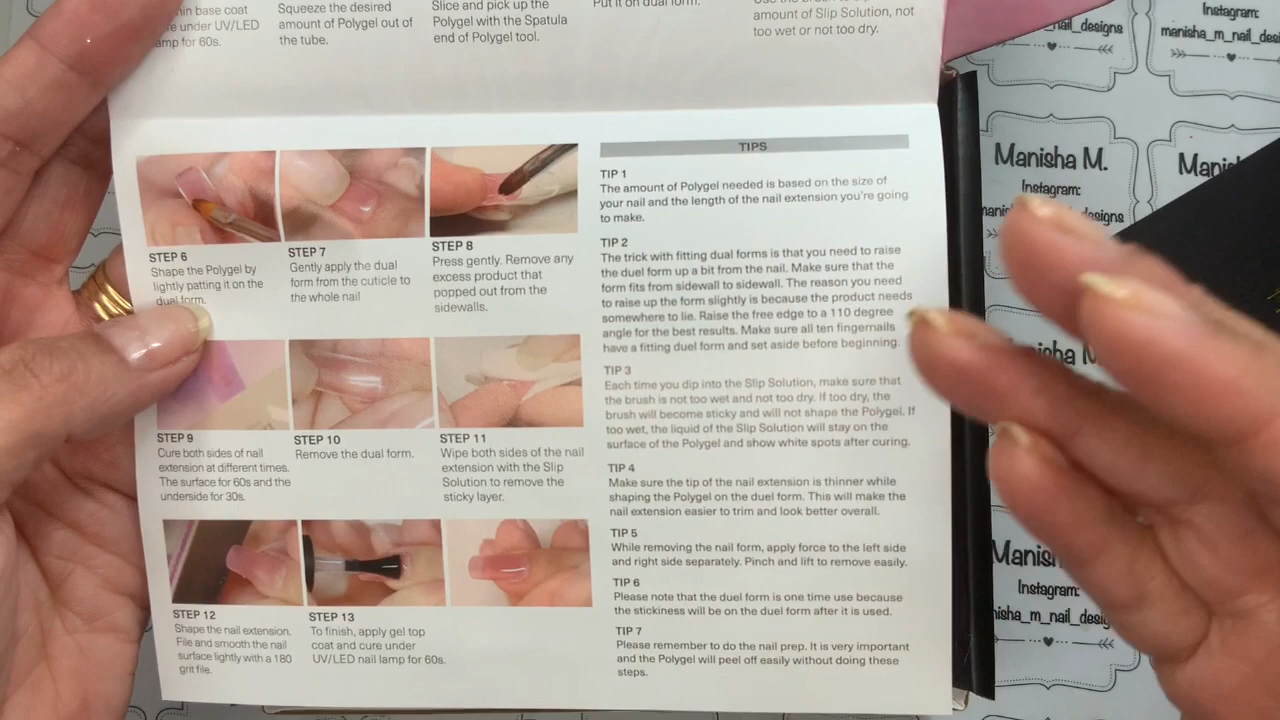 in base coat
under UV/LED
lamp for 60s.
Squeeze the desired
amount of Polygel out of
the tube.
Slice and pick up the
Polygel with the Spatula
end of Polygel tool.
Put it on dual form.
amount of Slip Solution, not
too wet or not too dry.
STEP 6
Shape the Polygel by
lightly patting it on the
dual form.
STEP 7
Gently apply the dual
form from the cuticle to
the whole nail
STEP 8
Press gently. Remove any
excess product that
popped out from the
sidewalls.
STEP 9
Cure both sides of nail
extension at different times.
The surface for 60s and the
underside for 30s.
STEP 10
Remove the dual form.
STEP 11
Wipe both sides of the nail
extension with the Slip
Solution to remove the
sticky layer.
STEP 12
Shape the nail extension.
File and smooth the nail
surface lightly with a 180
grit file.
STEP 13
To finish, apply gel top
coat and cure under
UV/LED nail lamp for 60s.
TIPS
TIP 1
The amount of Polygel needed is based on the size of
your nail and the length of the nail extension you're going
to make.
TIP 2
The trick with fitting dual forms is that you need to raise
the duel form up a bit from the nail. Make sure that the
form fits from sidewall to sidewall. The reason you need
to raise up the form slightly is because the product needs
somewhere to lie. Raise the free edge to a 110 degree
angle for the best results. Make sure all ten fingernails
have a fitting duel form and set aside before beginning.
TIP 3
Each time you dip into the Slip Solution, make sure that
the brush is not too wet and not too dry. If too dry, the
brush will become sticky and will not shape the Polygel. If
too wet, the liquid of the Slip Solution will stay on the
surface of the Polygel and show white spots after curing.
TIP 4
Make sure the tip of the nail extension is thinner while
shaping the Polygel on the duel form. This will make the
nail extension easier to trim and look better overall.
TIP 5
While removing the nail form, apply force to the left side
and right side separately. Pinch and lift to remove easily.
TIP 6
Please note that the duel form is one time use because
the stickiness will be on the duel form after it is used.
TIP 7
Please remember to do the nail prep. It is very important
and the Polygel will peel off easily without doing these
steps.
nail_designs
Instagram:
manisha_m_nail_des
Manisha M.
Instagram:
designs
Manis
Manish
Instagram:
nisha_m_nail_desig